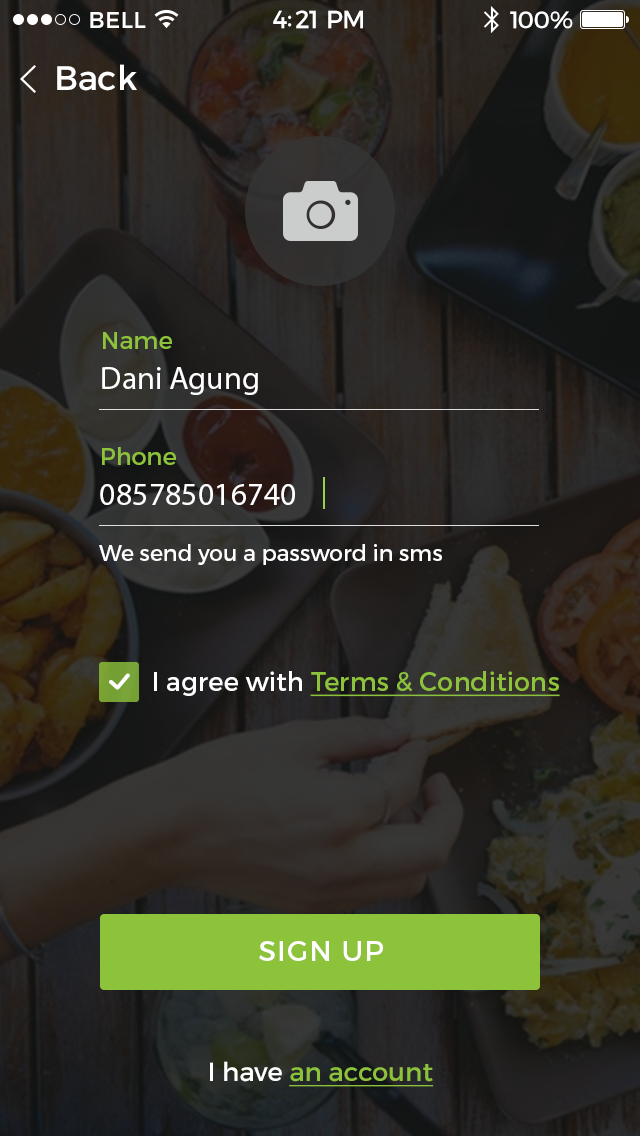 BELL 4:21 PM 100%
Back
Name
Dani Agung
Phone
085785016740
We send you a password in sms
I agree with Terms & Conditions
SIGN UP
I have an account